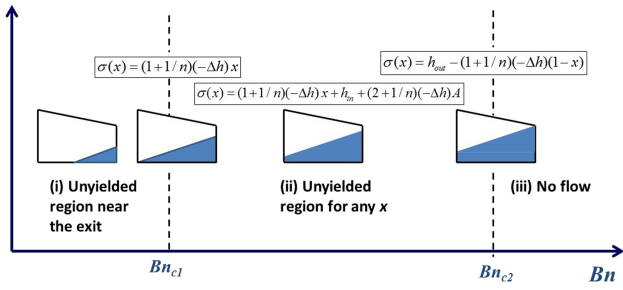 σ(x) = (1+1/n)(−Δh)x
σ(x) = h_out − (1+1/n)(−Δh)(1−x)
σ(x) = (1+1/n)(−Δh)x + h_in + (2+1/n)(−Δh)A
(i) Unyielded
region near
the exit
(ii) Unyielded
region for any x
(iii) No flow
Bn_c1
Bn_c2
Bn